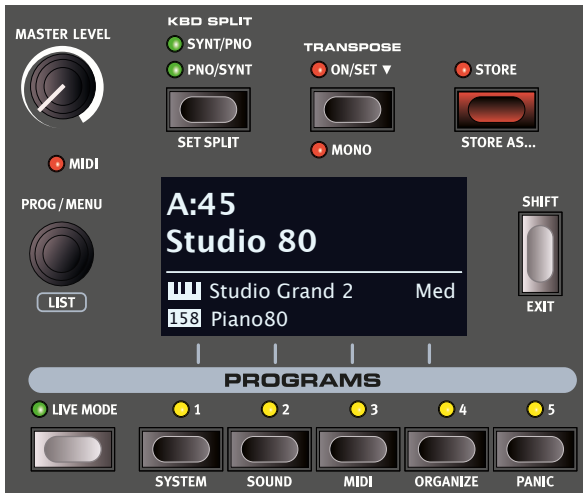 KBD SPLIT
MASTER LEVEL
SYNT/PNO
TRANSPOSE
PNO/SYNT
ON/SET ▼
STORE
SET SPLIT
MONO
STORE AS...
MIDI
PROG / MENU
A:45
SHIFT
Studio 80
Studio Grand 2 Med
LIST
158 Piano80
EXIT
PROGRAMS
LIVE MODE 1 2 3 4 5
SYSTEM SOUND MIDI ORGANIZE PANIC